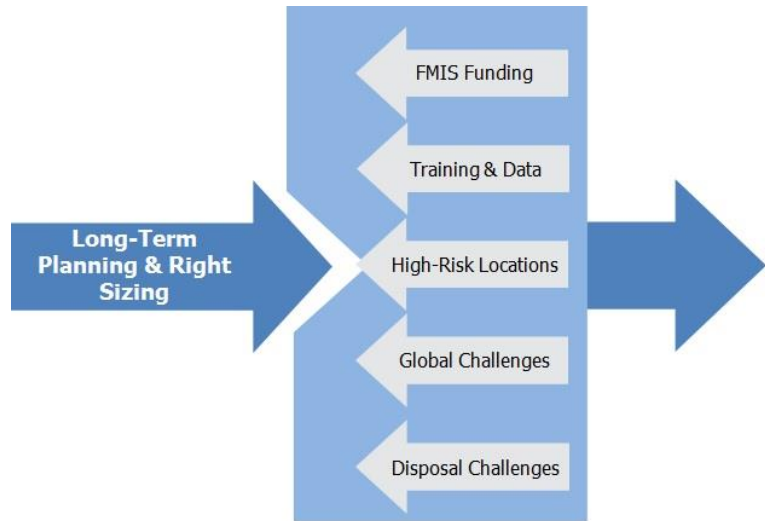 FMIS Funding
Training & Data
Long-Term
Planning & Right
Sizing
High-Risk Locations
Global Challenges
Disposal Challenges